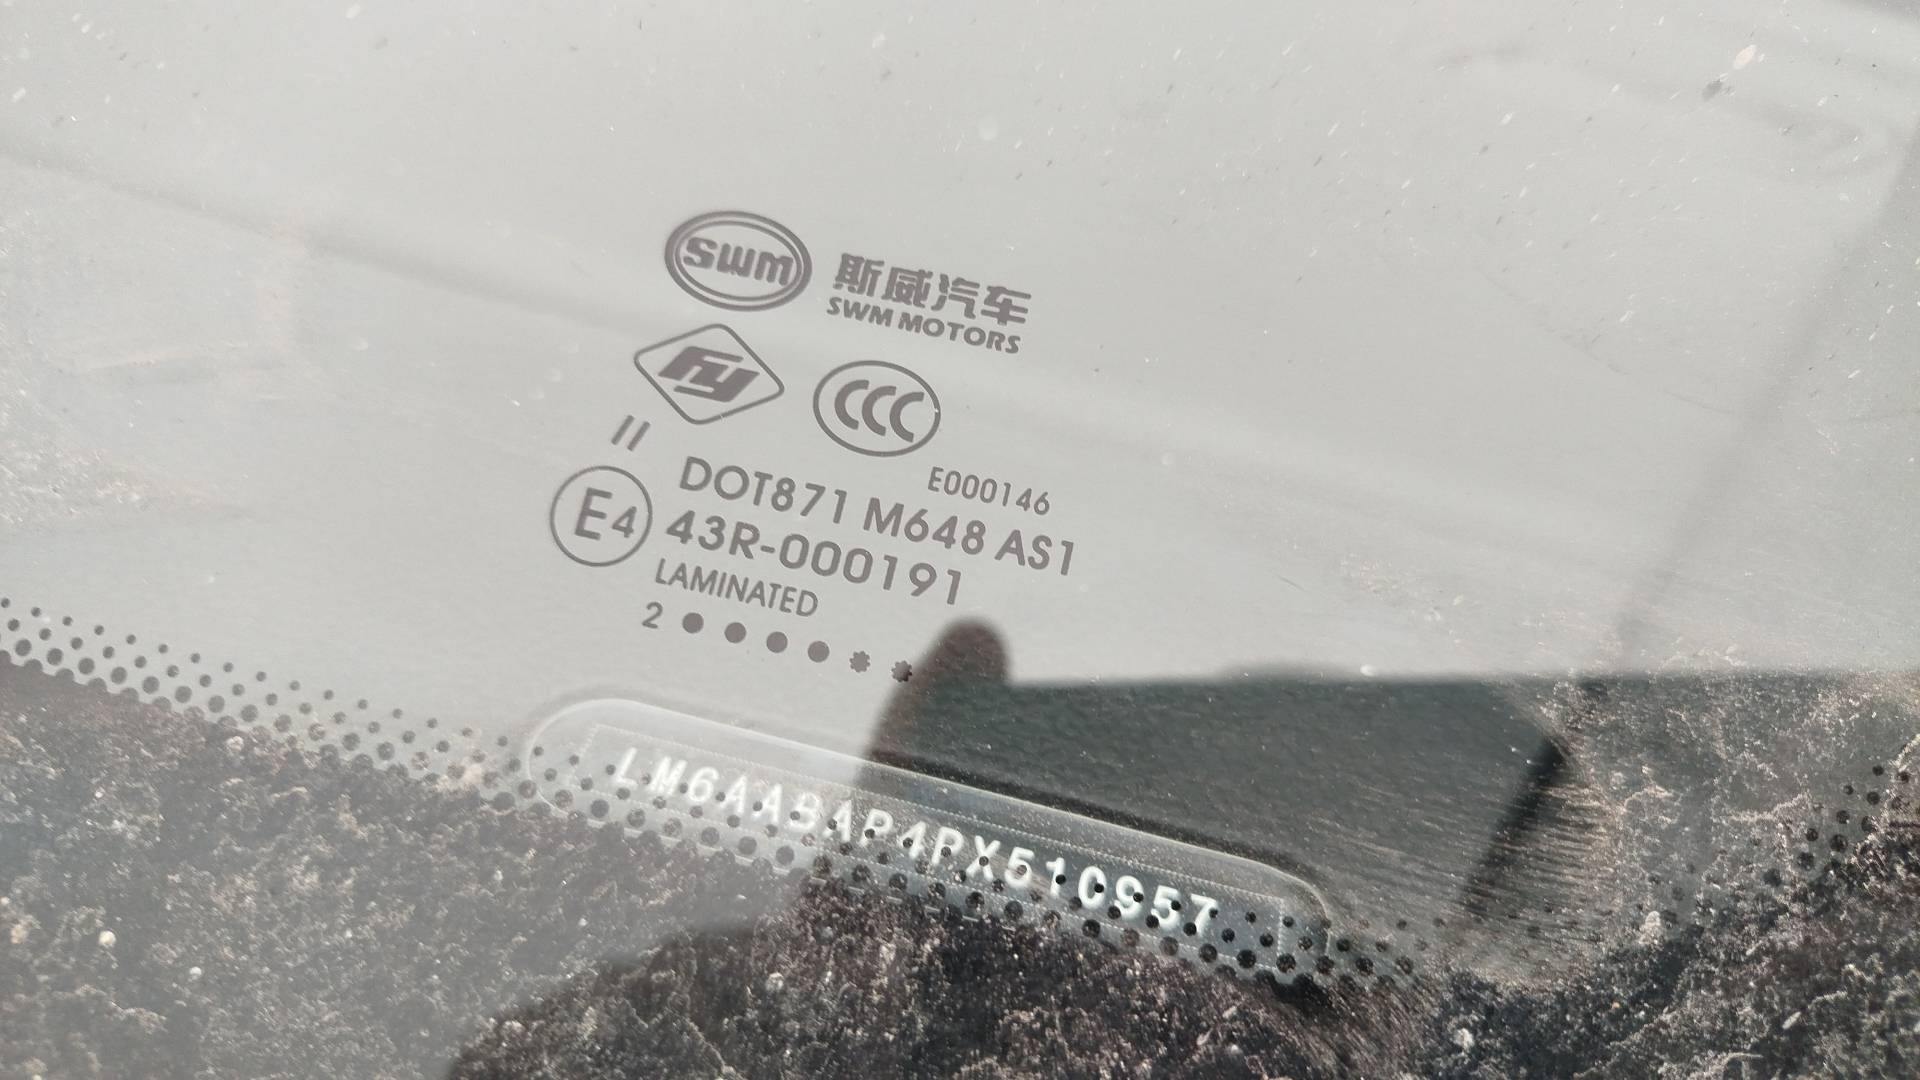 SWM 斯威汽车
SWM MOTORS
fy CCC
II
E000146
DOT871 M648 AS1
E4 43R-000191
LAMINATED
2 ● ● ● ● ✱ ✱
LM6AABAP4PX510957